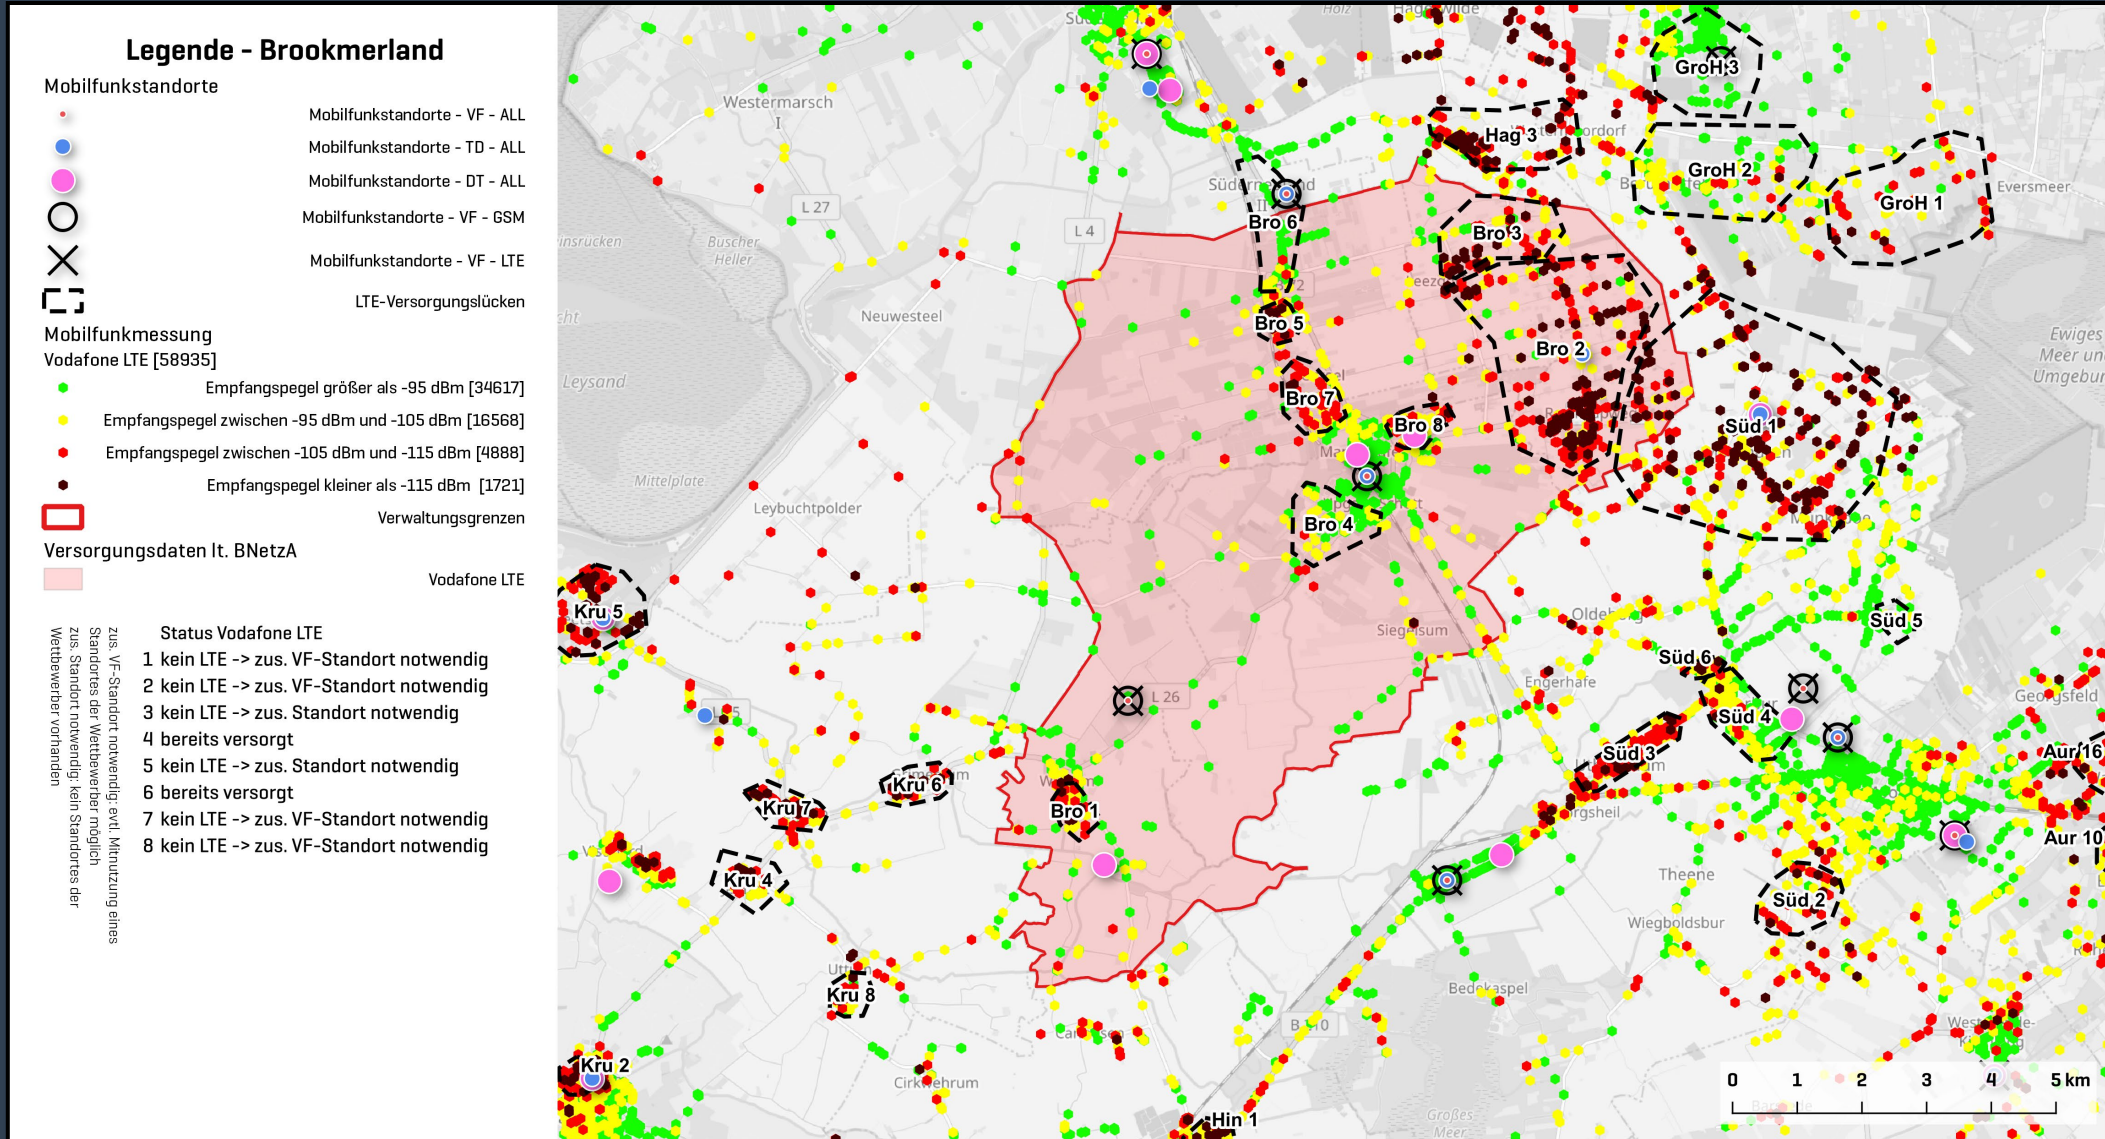 Legende - Brookmerland
Mobilfunkstandorte
Mobilfunkstandorte - VF - ALL
Mobilfunkstandorte - TD - ALL
Mobilfunkstandorte - DT - ALL
Mobilfunkstandorte - VF - GSM
Mobilfunkstandorte - VF - LTE
LTE-Versorgungslücken
Mobilfunkmessung
Vodafone LTE [58935]
Empfangspegel größer als -95 dBm [34617]
Empfangspegel zwischen -95 dBm und -105 dBm [16568]
Empfangspegel zwischen -105 dBm und -115 dBm [4888]
Empfangspegel kleiner als -115 dBm [1721]
Verwaltungsgrenzen
Versorgungsdaten lt. BNetzA
Vodafone LTE
Status Vodafone LTE
1 kein LTE -> zus. VF-Standort notwendig
2 kein LTE -> zus. VF-Standort notwendig
3 kein LTE -> zus. Standort notwendig
4 bereits versorgt
5 kein LTE -> zus. Standort notwendig
6 bereits versorgt
7 kein LTE -> zus. VF-Standort notwendig
8 kein LTE -> zus. VF-Standort notwendig
zus. VF-Standort notwendig: evtl. Mitnutzung eines
Standortes der Wettbewerber möglich
zus. Standort notwendig: kein Standortes der
Wettbewerber vorhanden
Holz
Westermarsch
I
L 27
L 4
Buscher
Heller
Neuwesteel
Leysand
Mittelplate
Leybuchtpolder
GroH 3
Hag 3
GroH 2
GroH 1
Eversmeer
II
Bro 6
Bro 3
Bro 5
Bro 2
Bro 7
Bro 8
Süd 1
Bro 4
Ewiges
Meer un
Umgebur
Kru 5
Siegelsum
Oldeborg
Süd 5
Süd 6
Engerhafe
Georgsfeld
L 26
Süd 4
Süd 3
Aur 16
Kru 6
Kru 7
Bro 1
Aur 10
Kru 4
Theene
Süd 2
Wiegboldsbur
Kru 8
Bedekaspel
Kru 2
Cirkwehrum
Großes
Meer
Hin 1
0 1 2 3 4 5 km